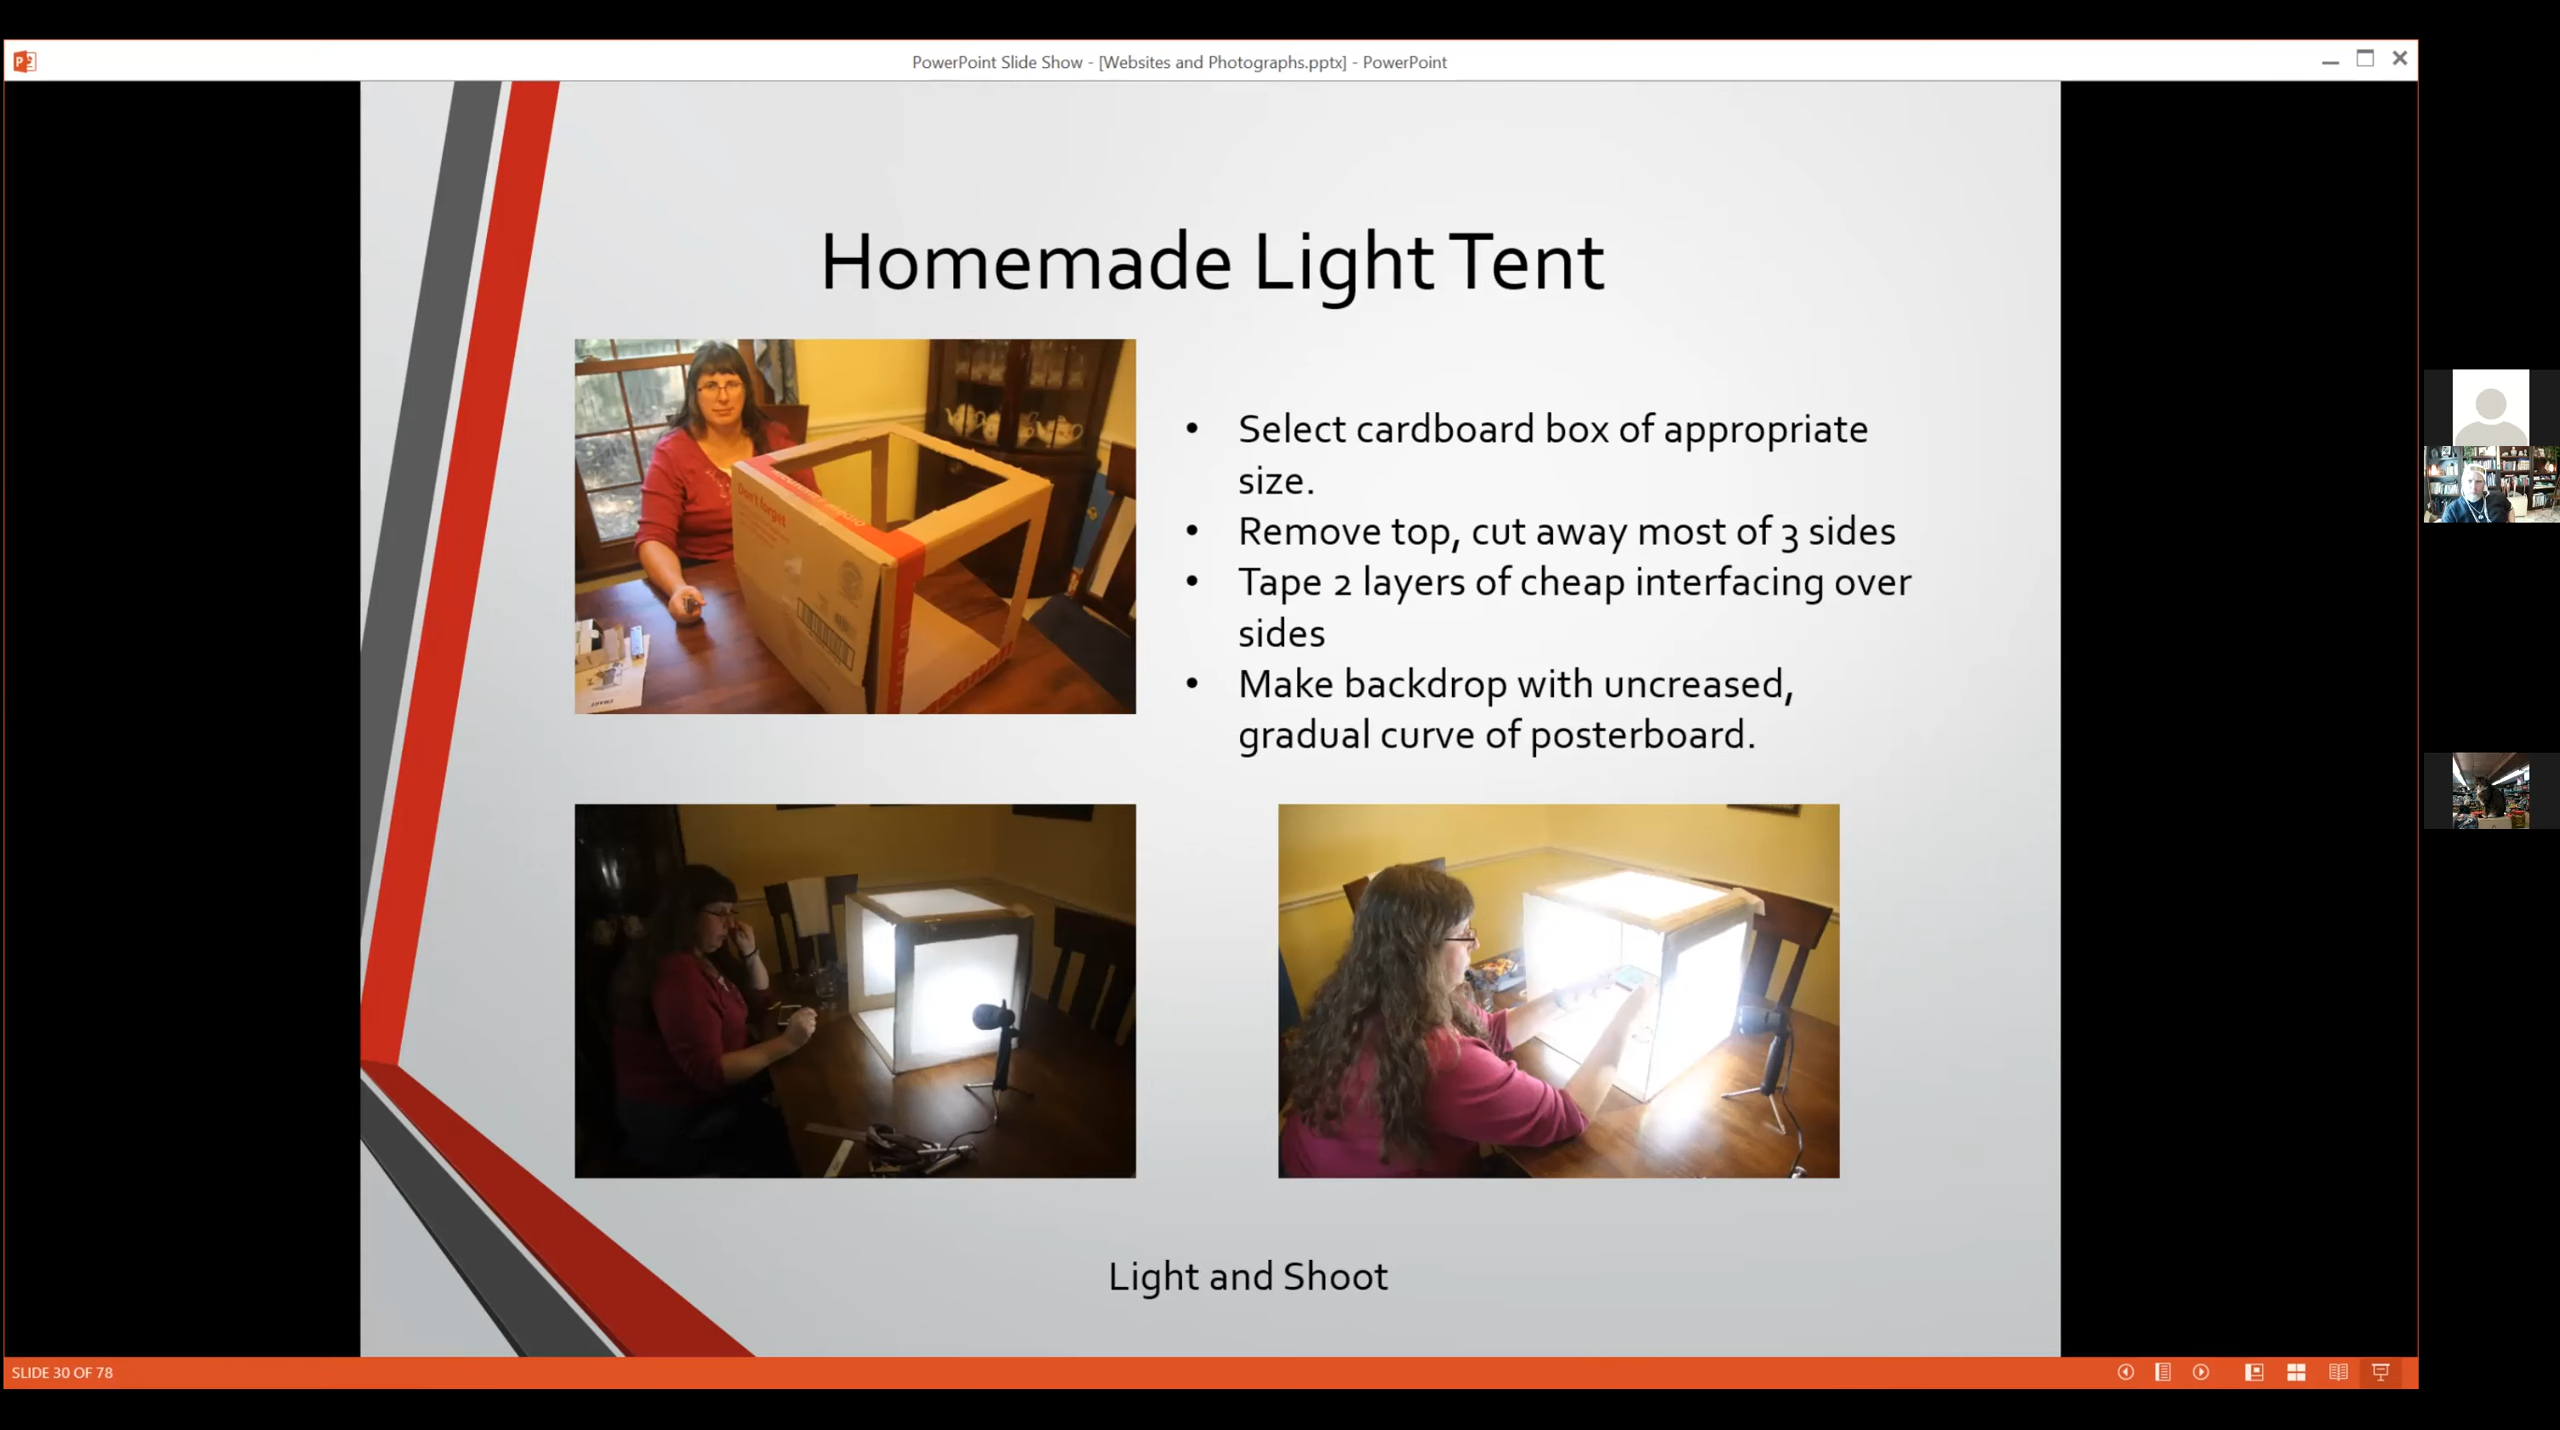 PowerPoint Slide Show - [Websites and Photographs.pptx] - PowerPoint
Homemade Light Tent
Don't forget
• Select cardboard box of appropriate
size.
• Remove top, cut away most of 3 sides
• Tape 2 layers of cheap interfacing over
sides
• Make backdrop with uncreased,
gradual curve of posterboard.
Light and Shoot
SLIDE 30 OF 78